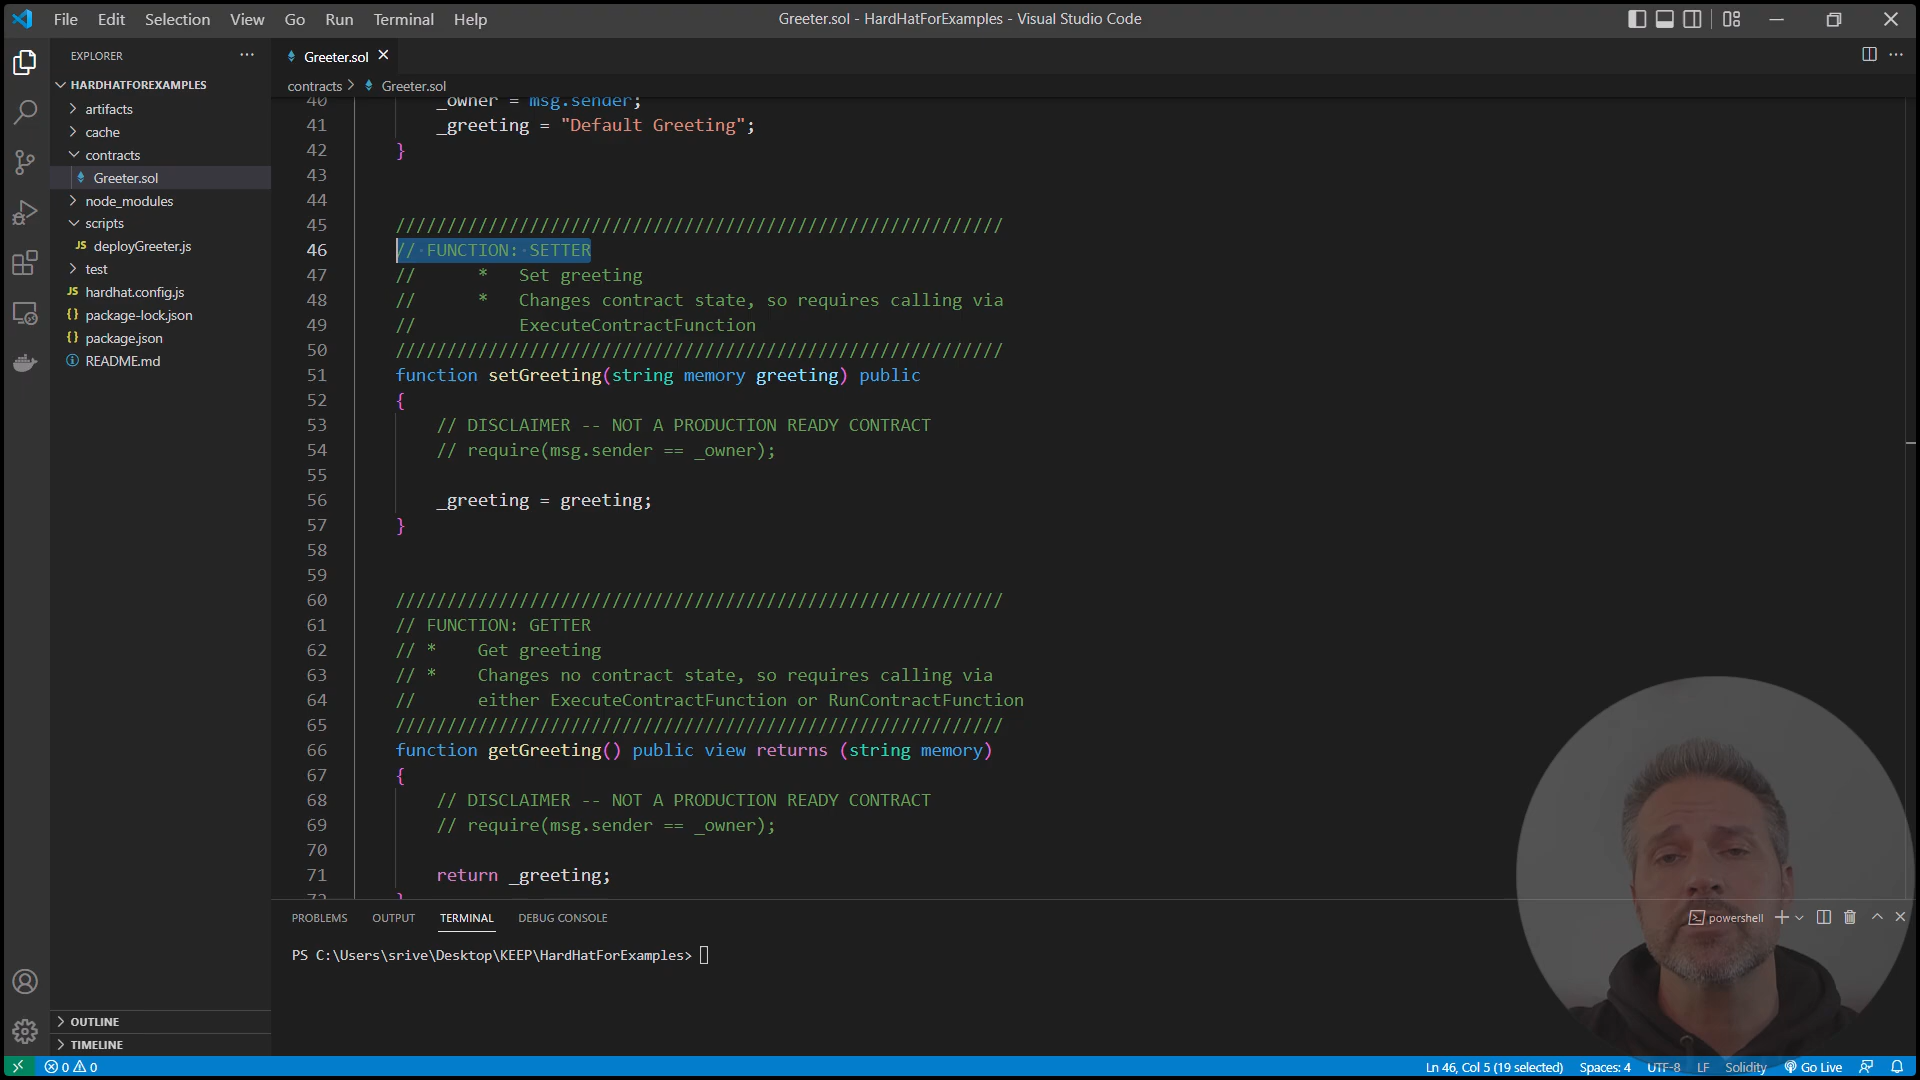 File Edit Selection View Go Run Terminal Help
Greeter.sol - HardHatForExamples - Visual Studio Code
EXPLORER
HARDHATFOREXAMPLES
artifacts
cache
contracts
Greeter.sol
node_modules
scripts
JS deployGreeter.js
test
JS hardhat.config.js
{} package-lock.json
{} package.json
README.md
OUTLINE
TIMELINE
Greeter.sol
contracts > Greeter.sol
40 _owner = msg.sender;
41 _greeting = "Default Greeting";
42 }
43
44
45 ///////////////////////////////////////////////////////////
46 // FUNCTION: SETTER
47 // * Set greeting
48 // * Changes contract state, so requires calling via
49 // ExecuteContractFunction
50 ///////////////////////////////////////////////////////////
51 function setGreeting(string memory greeting) public
52 {
53 // DISCLAIMER -- NOT A PRODUCTION READY CONTRACT
54 // require(msg.sender == _owner);
55
56 _greeting = greeting;
57 }
58
59
60 ///////////////////////////////////////////////////////////
61 // FUNCTION: GETTER
62 // * Get greeting
63 // * Changes no contract state, so requires calling via
64 // either ExecuteContractFunction or RunContractFunction
65 ///////////////////////////////////////////////////////////
66 function getGreeting() public view returns (string memory)
67 {
68 // DISCLAIMER -- NOT A PRODUCTION READY CONTRACT
69 // require(msg.sender == _owner);
70
71 return _greeting;
72 }
PROBLEMS OUTPUT TERMINAL DEBUG CONSOLE
powershell
PS C:\Users\srive\Desktop\KEEP\HardHatForExamples>
0 0
Ln 46, Col 5 (19 selected) Spaces: 4 UTF-8 LF Solidity Go Live